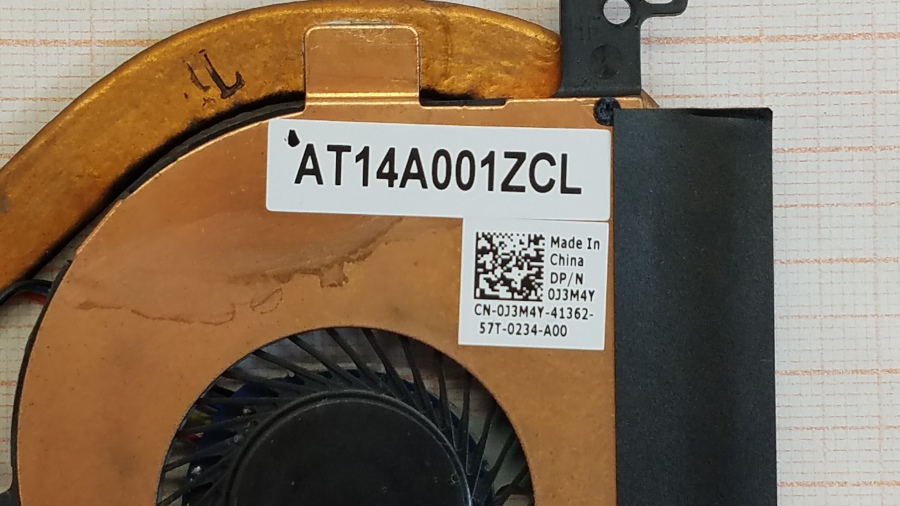 AT14A001ZCL
Made In
China
DP/N
0J3M4Y
CN-0J3M4Y-41362-
57T-0234-A00